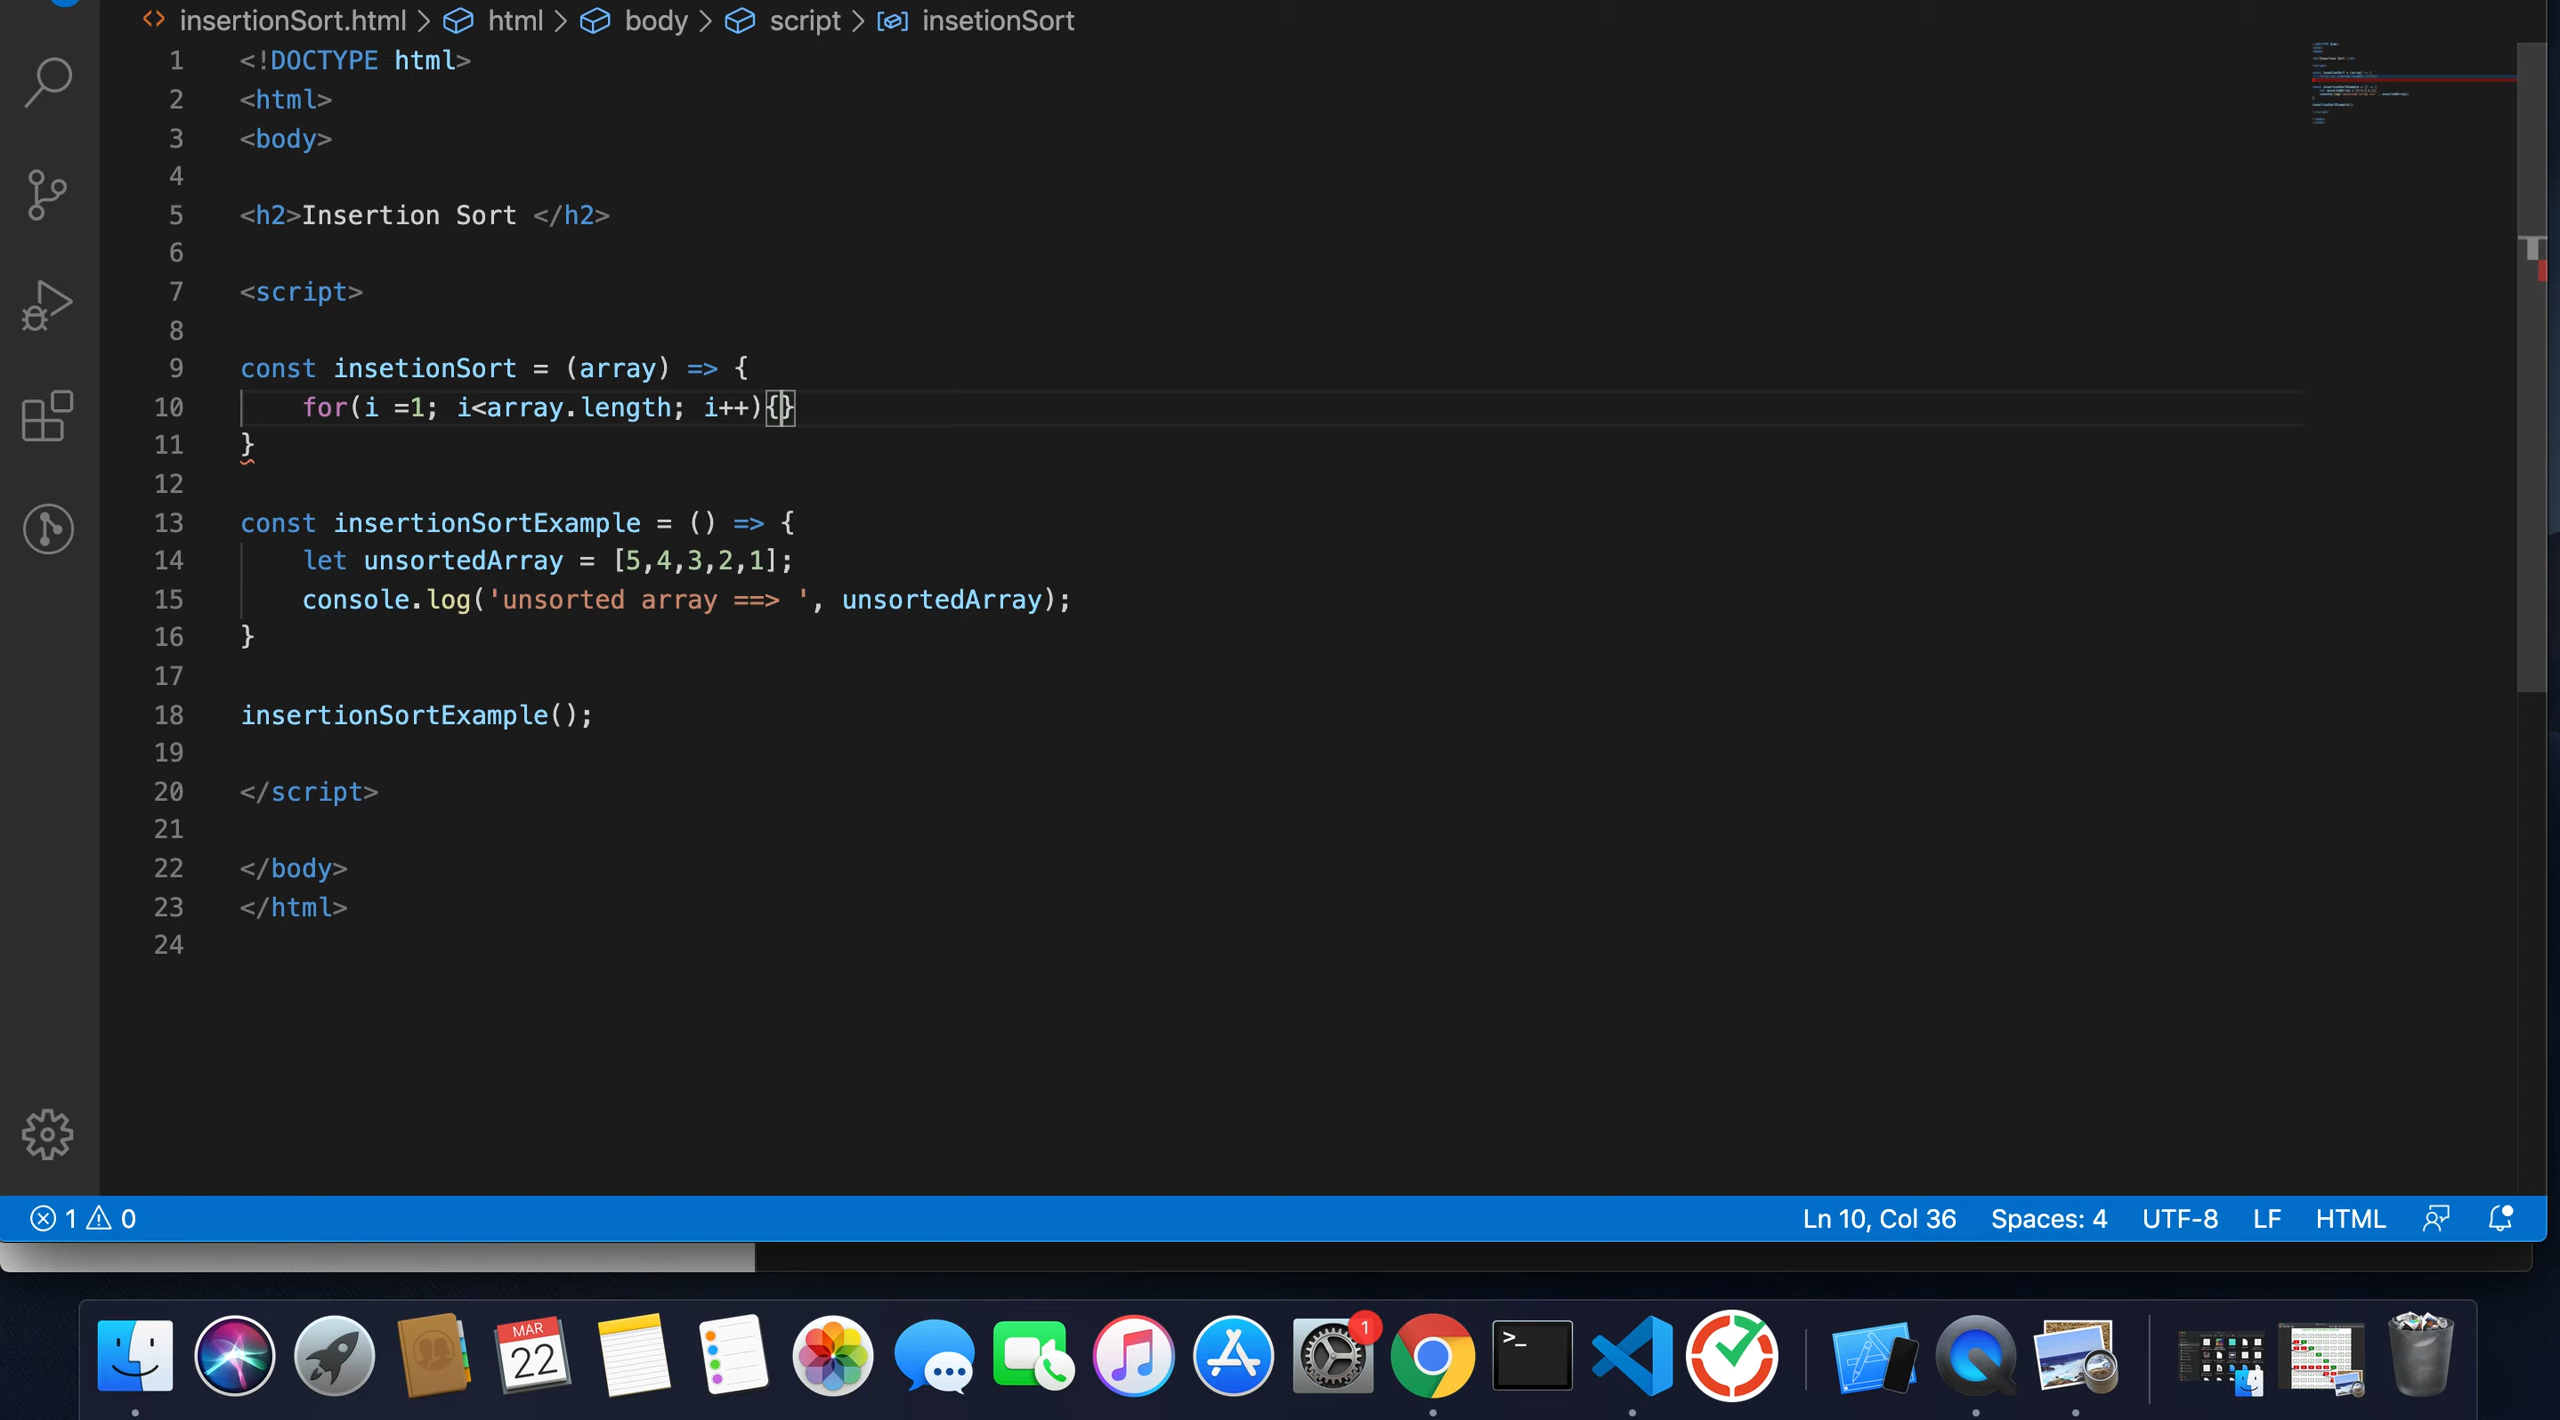 insertionSort.html > html > body > script > insetionSort
1 <!DOCTYPE html>
2 <html>
3 <body>
4
5 <h2>Insertion Sort </h2>
6
7 <script>
8
9 const insetionSort = (array) => {
10     for(i =1; i<array.length; i++){}
11 }
12
13 const insertionSortExample = () => {
14     let unsortedArray = [5,4,3,2,1];
15     console.log('unsorted array ==> ', unsortedArray);
16 }
17
18 insertionSortExample();
19
20 </script>
21
22 </body>
23 </html>
24
1 0 Ln 10, Col 36 Spaces: 4 UTF-8 LF HTML
MAR
22
1
>_